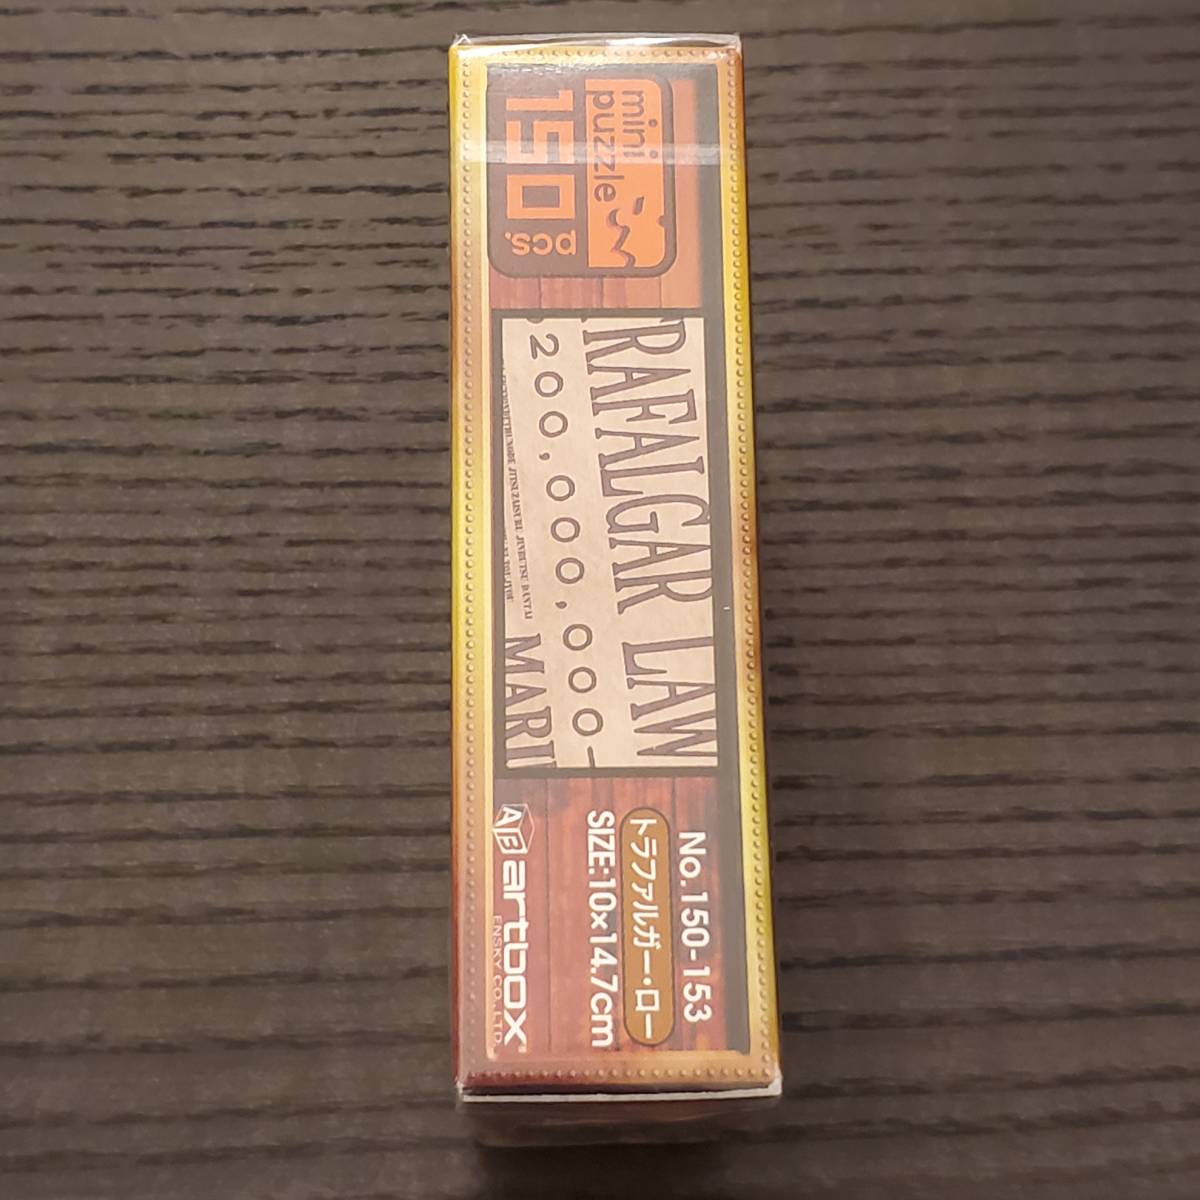 mini
puzzle
150
pcs.
TRAFALGAR LAW
200,000,000-
MARI
No.150-153
トラファルガー・ロー
SIZE:10×14.7cm
artbox
ENSKY CO.,LTD.